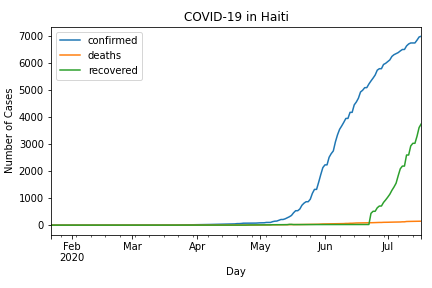 COVID-19 in Haiti
confirmed
deaths
recovered
Number of Cases
7000
6000
5000
4000
3000
2000
1000
0
Feb Mar Apr May Jun Jul
2020
Day